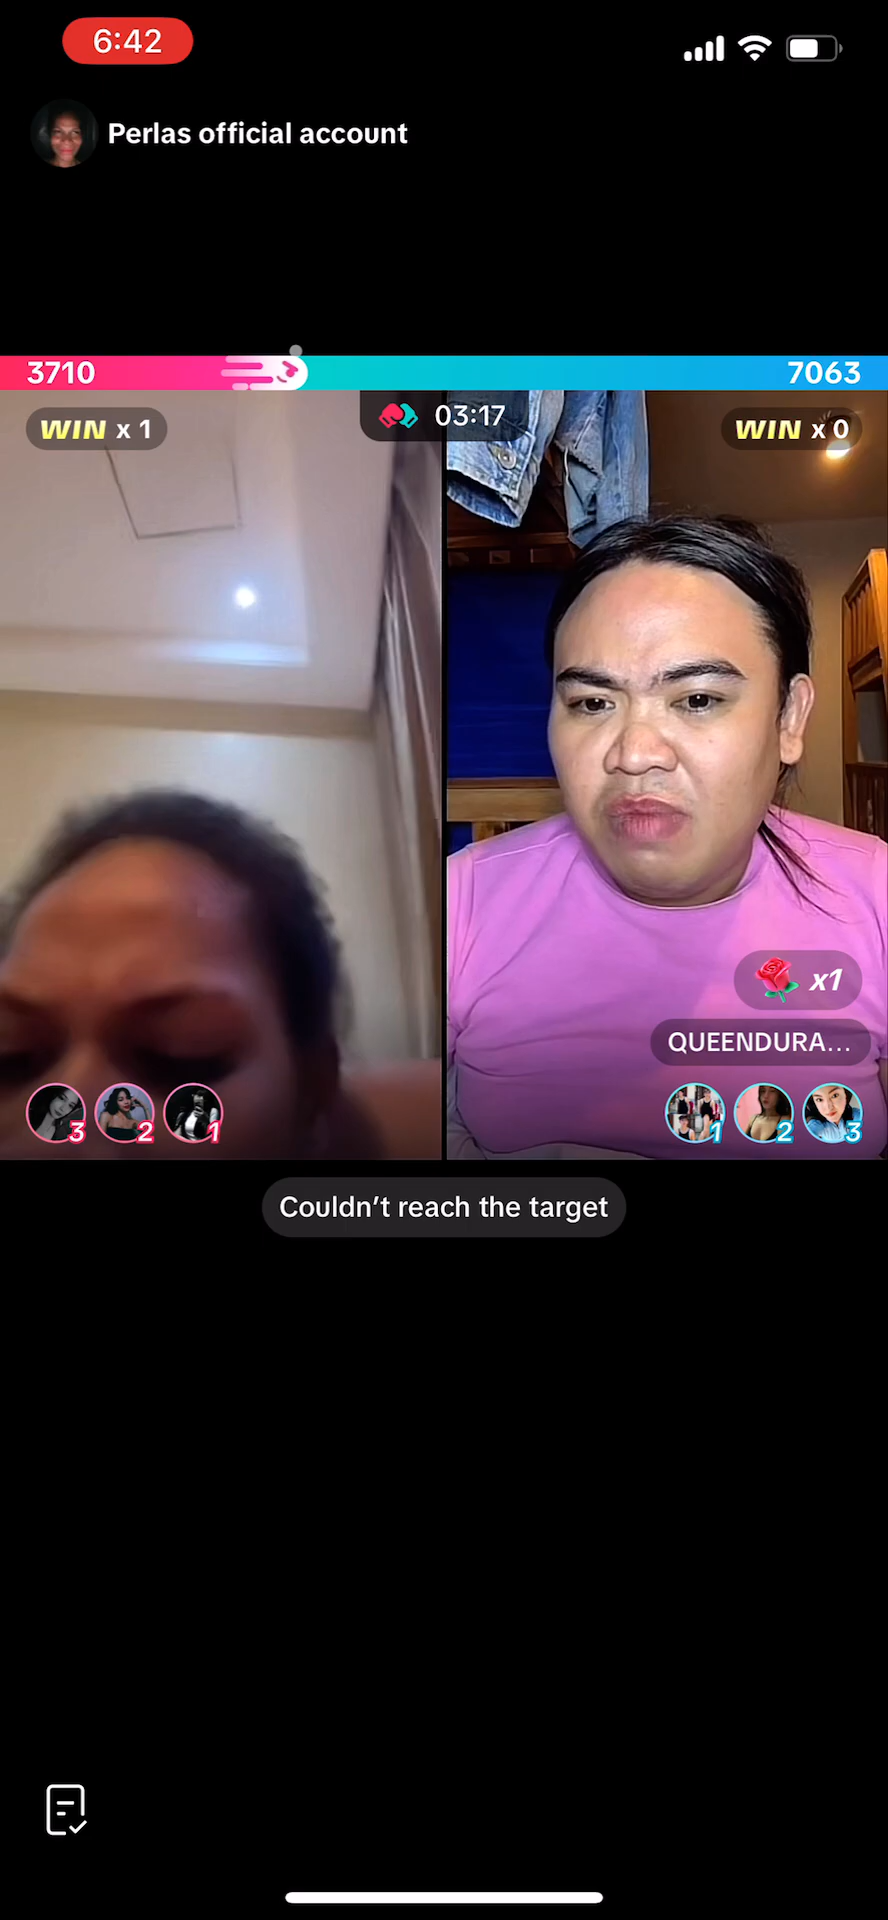 6:42
Perlas official account
3710
7063
WIN x 1
03:17
WIN x 0
x1
QUEENDURA...
3
2
1
1
2
3
Couldn't reach the target